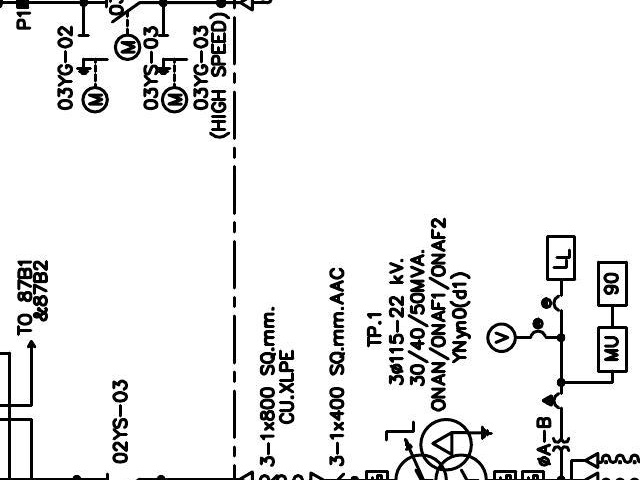 03YG-02
M
M
03YS-03
M
03YG-03
(HIGH SPEED)
TO 87B1
&87B2
02YS-03
3-1x800 SQ.mm.
CU.XLPE
3-1x400 SQ.mm.AAC
TP.1
3ø115-22 kV.
30/40/50MVA.
ONAN/ONAF1/ONAF2
YNyn0(d1)
V
LL
90
MU
øA-B